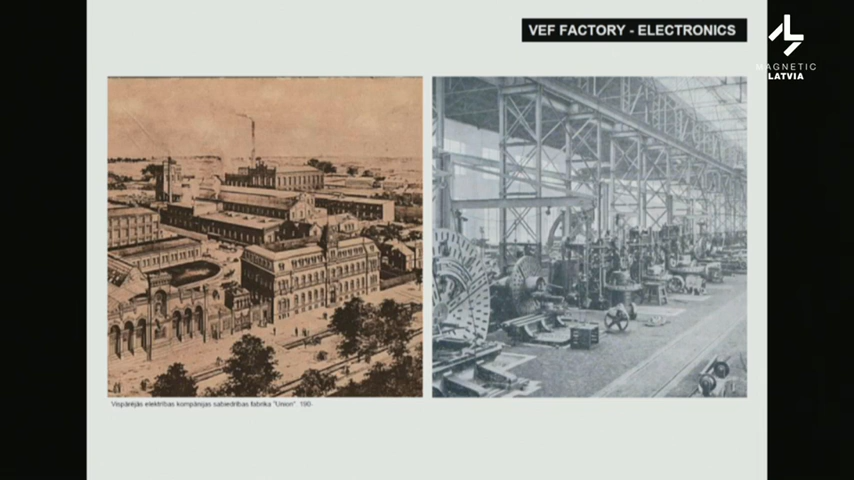 VEF FACTORY - ELECTRONICS
MAGNETIC
LATVIA
Vispārējās elektrības kompānijas sabiedrības fabrika "Union". 190-